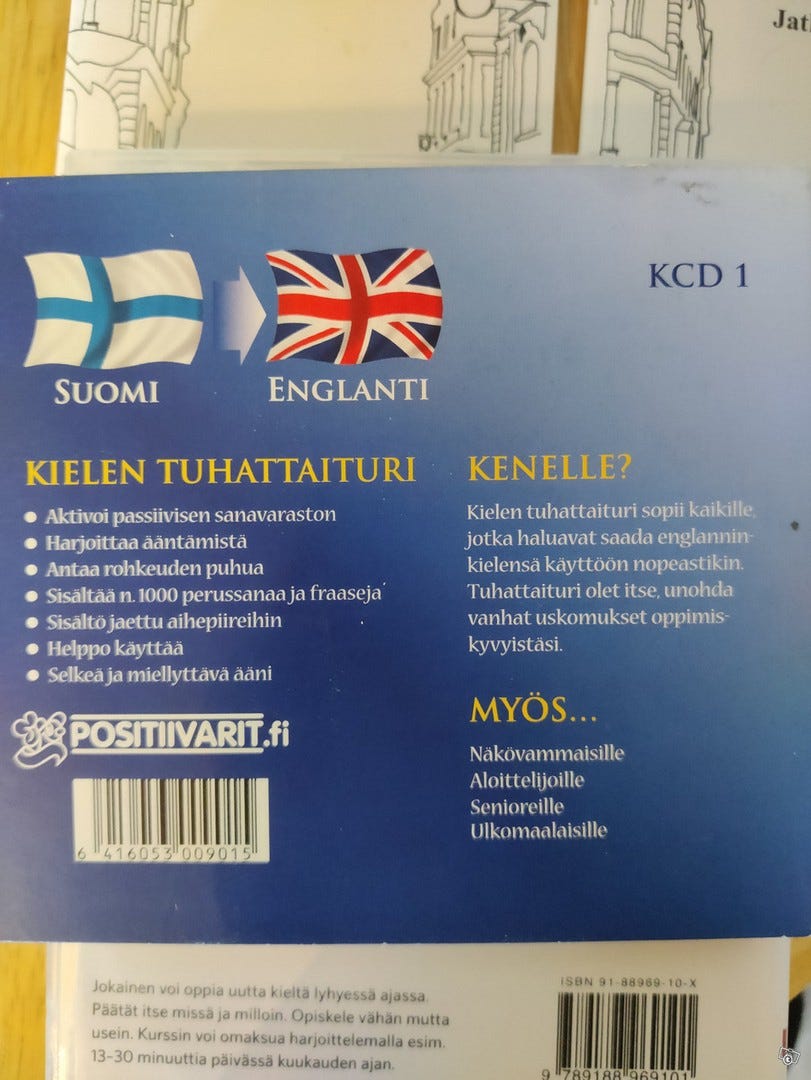 Jat
KCD 1
SUOMI
ENGLANTI
KIELEN TUHATTAITURI
• Aktivoi passiivisen sanavaraston
• Harjoittaa ääntämistä
• Antaa rohkeuden puhua
• Sisältää n. 1000 perussanaa ja fraaseja
• Sisältö jaettu aihepiireihin
• Helppo käyttää
• Selkeä ja miellyttävä ääni
POSITIIVARIT.fi
6 416053 009015
KENELLE?
Kielen tuhattaituri sopii kaikille,
jotka haluavat saada englannin-
kielensä käyttöön nopeastikin.
Tuhattaituri olet itse, unohda
vanhat uskomukset oppimis-
kyvyistäsi.
MYÖS...
Näkövammaisille
Aloittelijoille
Senioreille
Ulkomaalaisille
Jokainen voi oppia uutta kieltä lyhyessä ajassa.
Päätät itse missä ja milloin. Opiskele vähän mutta
usein. Kurssin voi omaksua harjoittelemalla esim.
13-30 minuuttia päivässä kuukauden ajan.
ISBN 91-88969-10-X
9 789188 969101